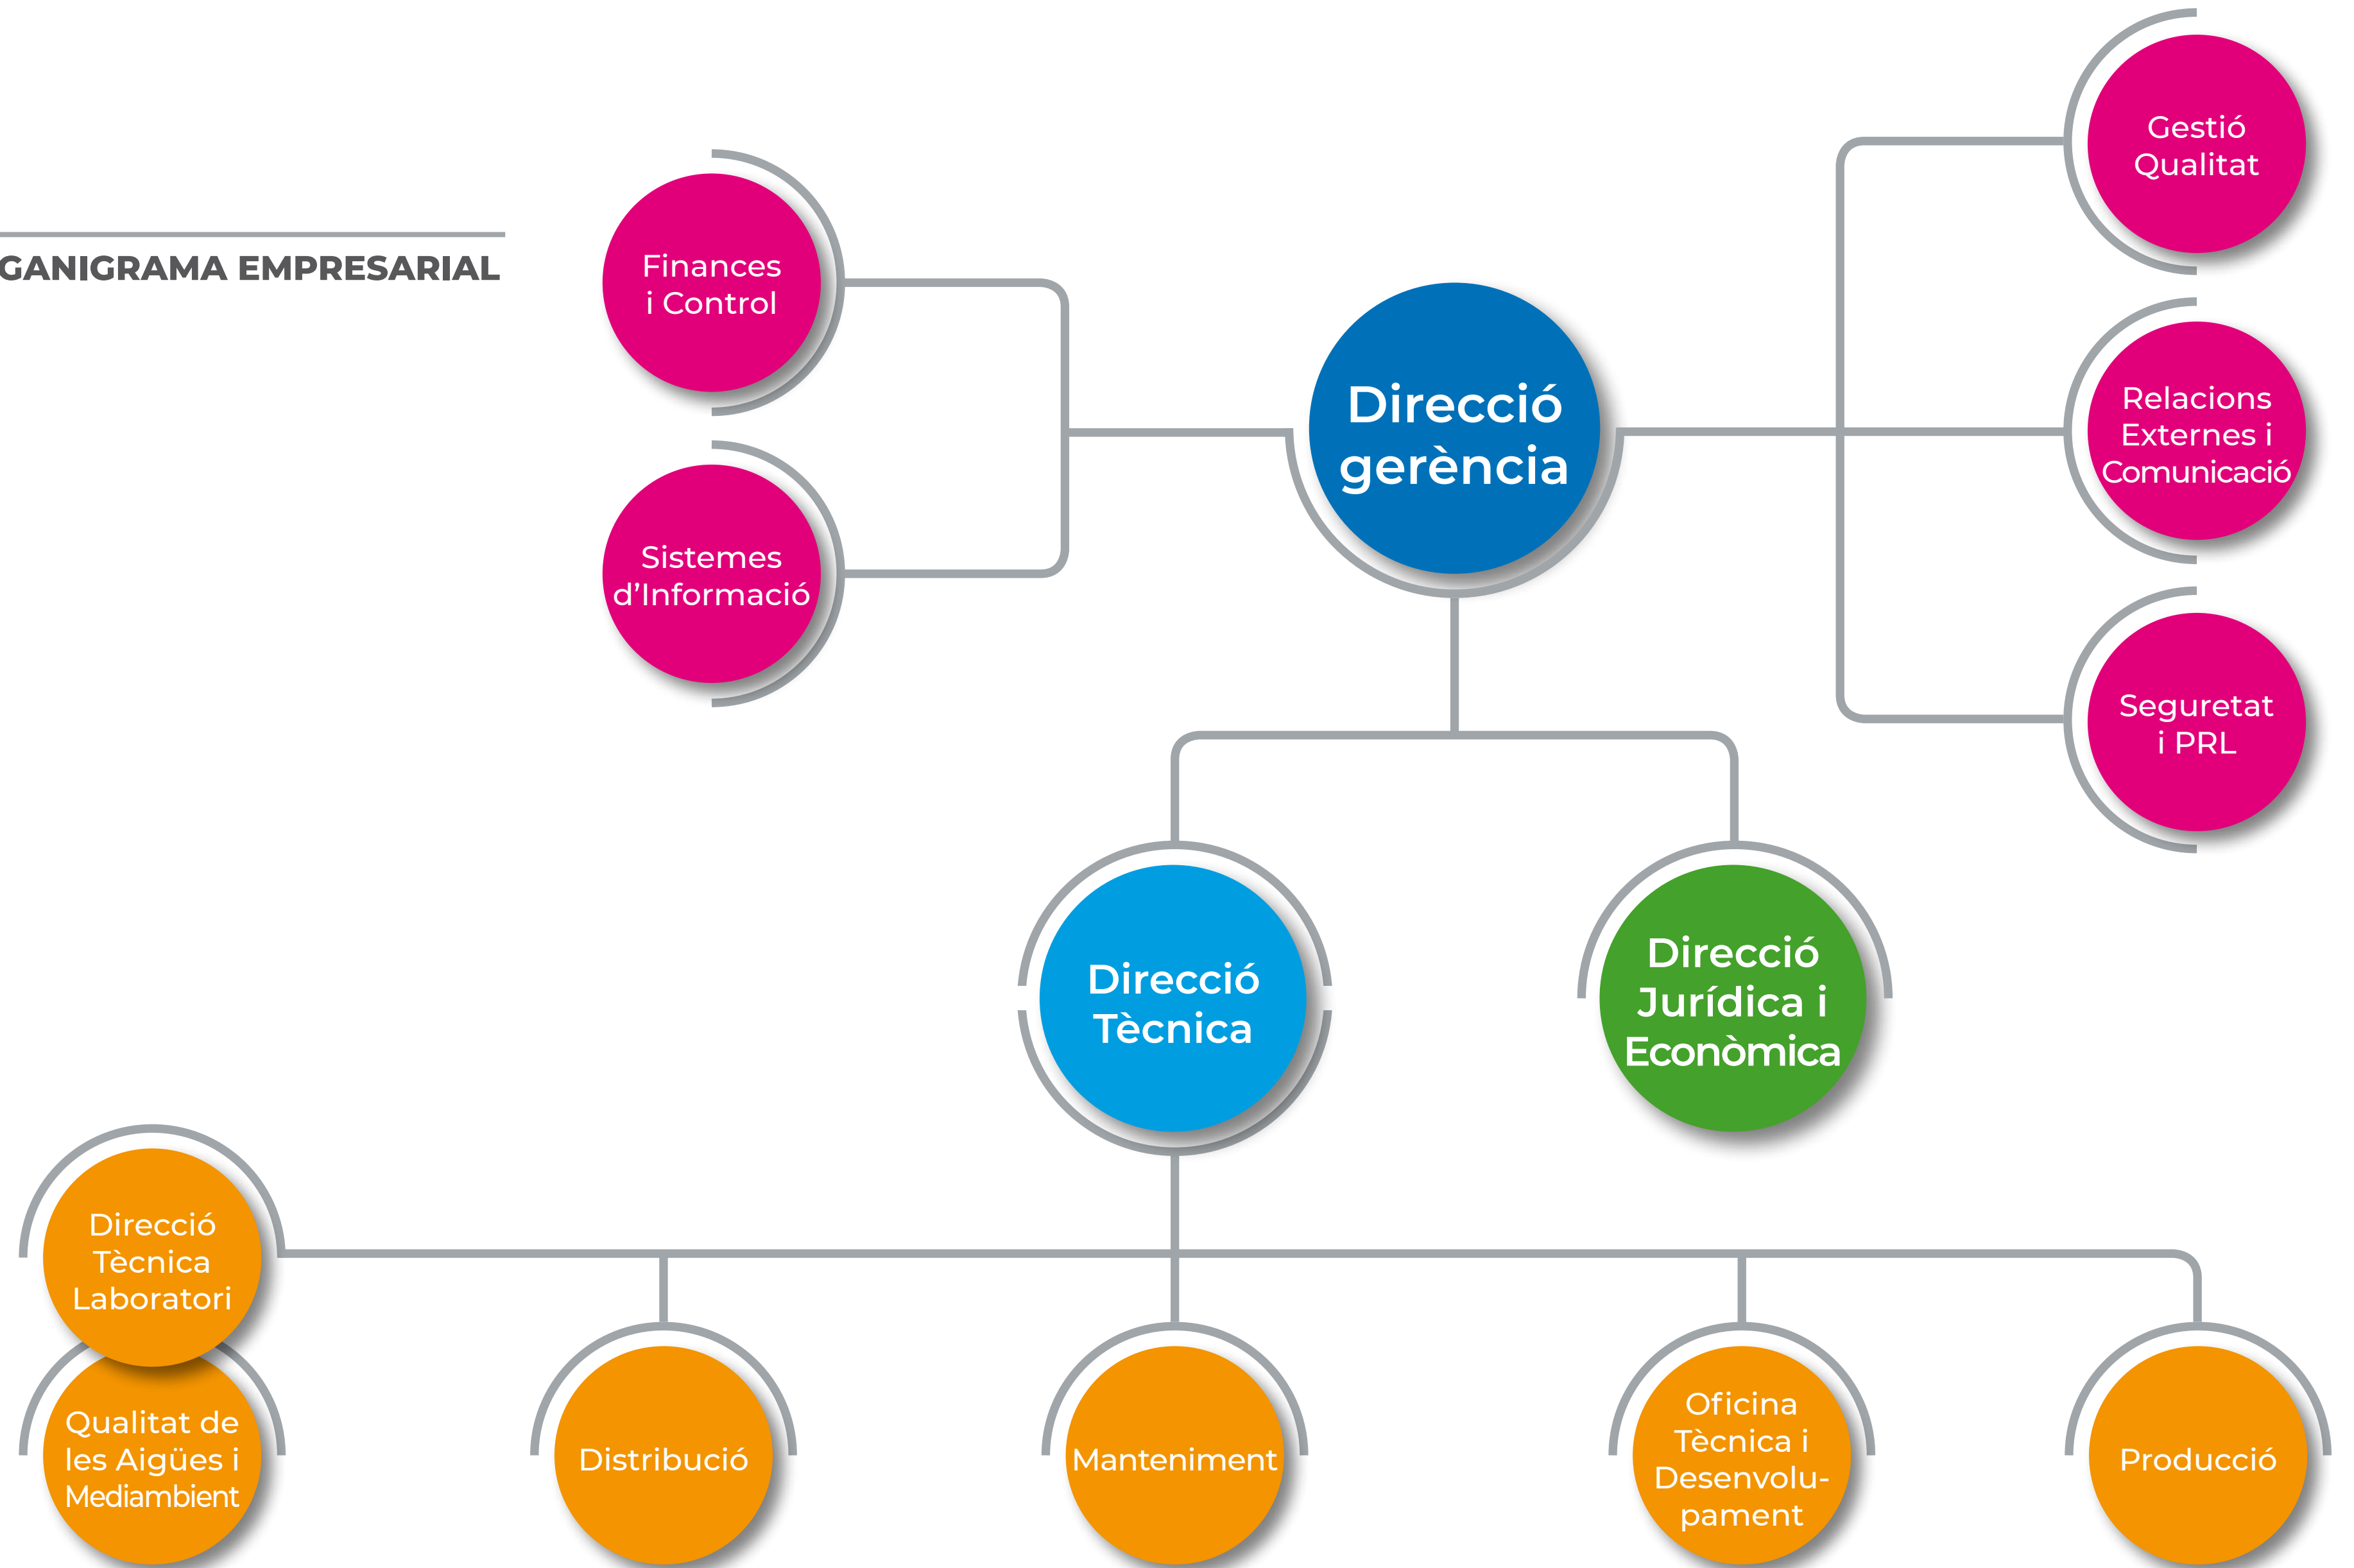 GANIGRAMA EMPRESARIAL
Finances
i Control
Sistemes
d’Informació
Direcció
gerència
Gestió
Qualitat
Relacions
Externes i
Comunicació
Seguretat
i PRL
Direcció
Tècnica
Direcció
Jurídica i
Econòmica
Direcció
Tècnica
Laboratori
Qualitat de
les Aigües i
Mediambient
Distribució
Manteniment
Oficina
Tècnica i
Desenvolu-
pament
Producció